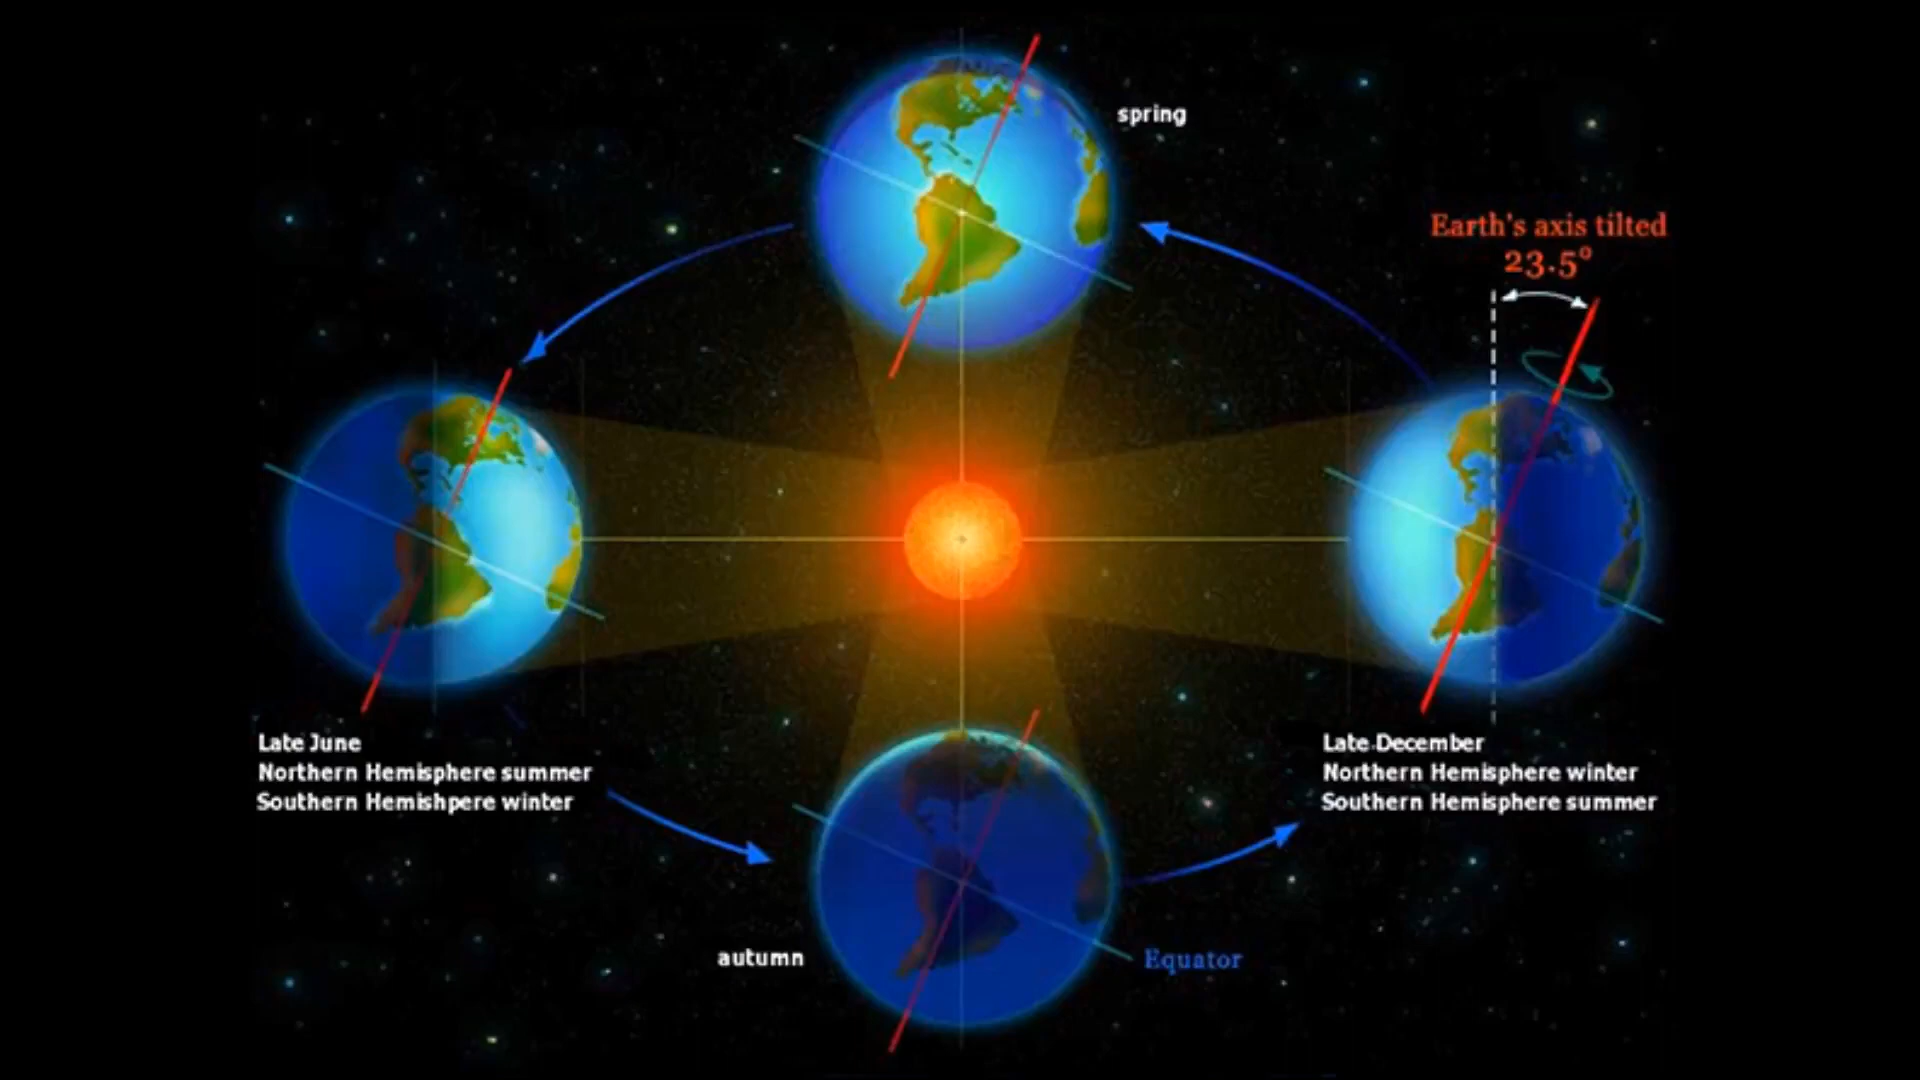 spring
Earth's axis tilted
23.5°
Late June
Northern Hemisphere summer
Southern Hemishpere winter
Late December
Northern Hemisphere winter
Southern Hemisphere summer
autumn
Equator